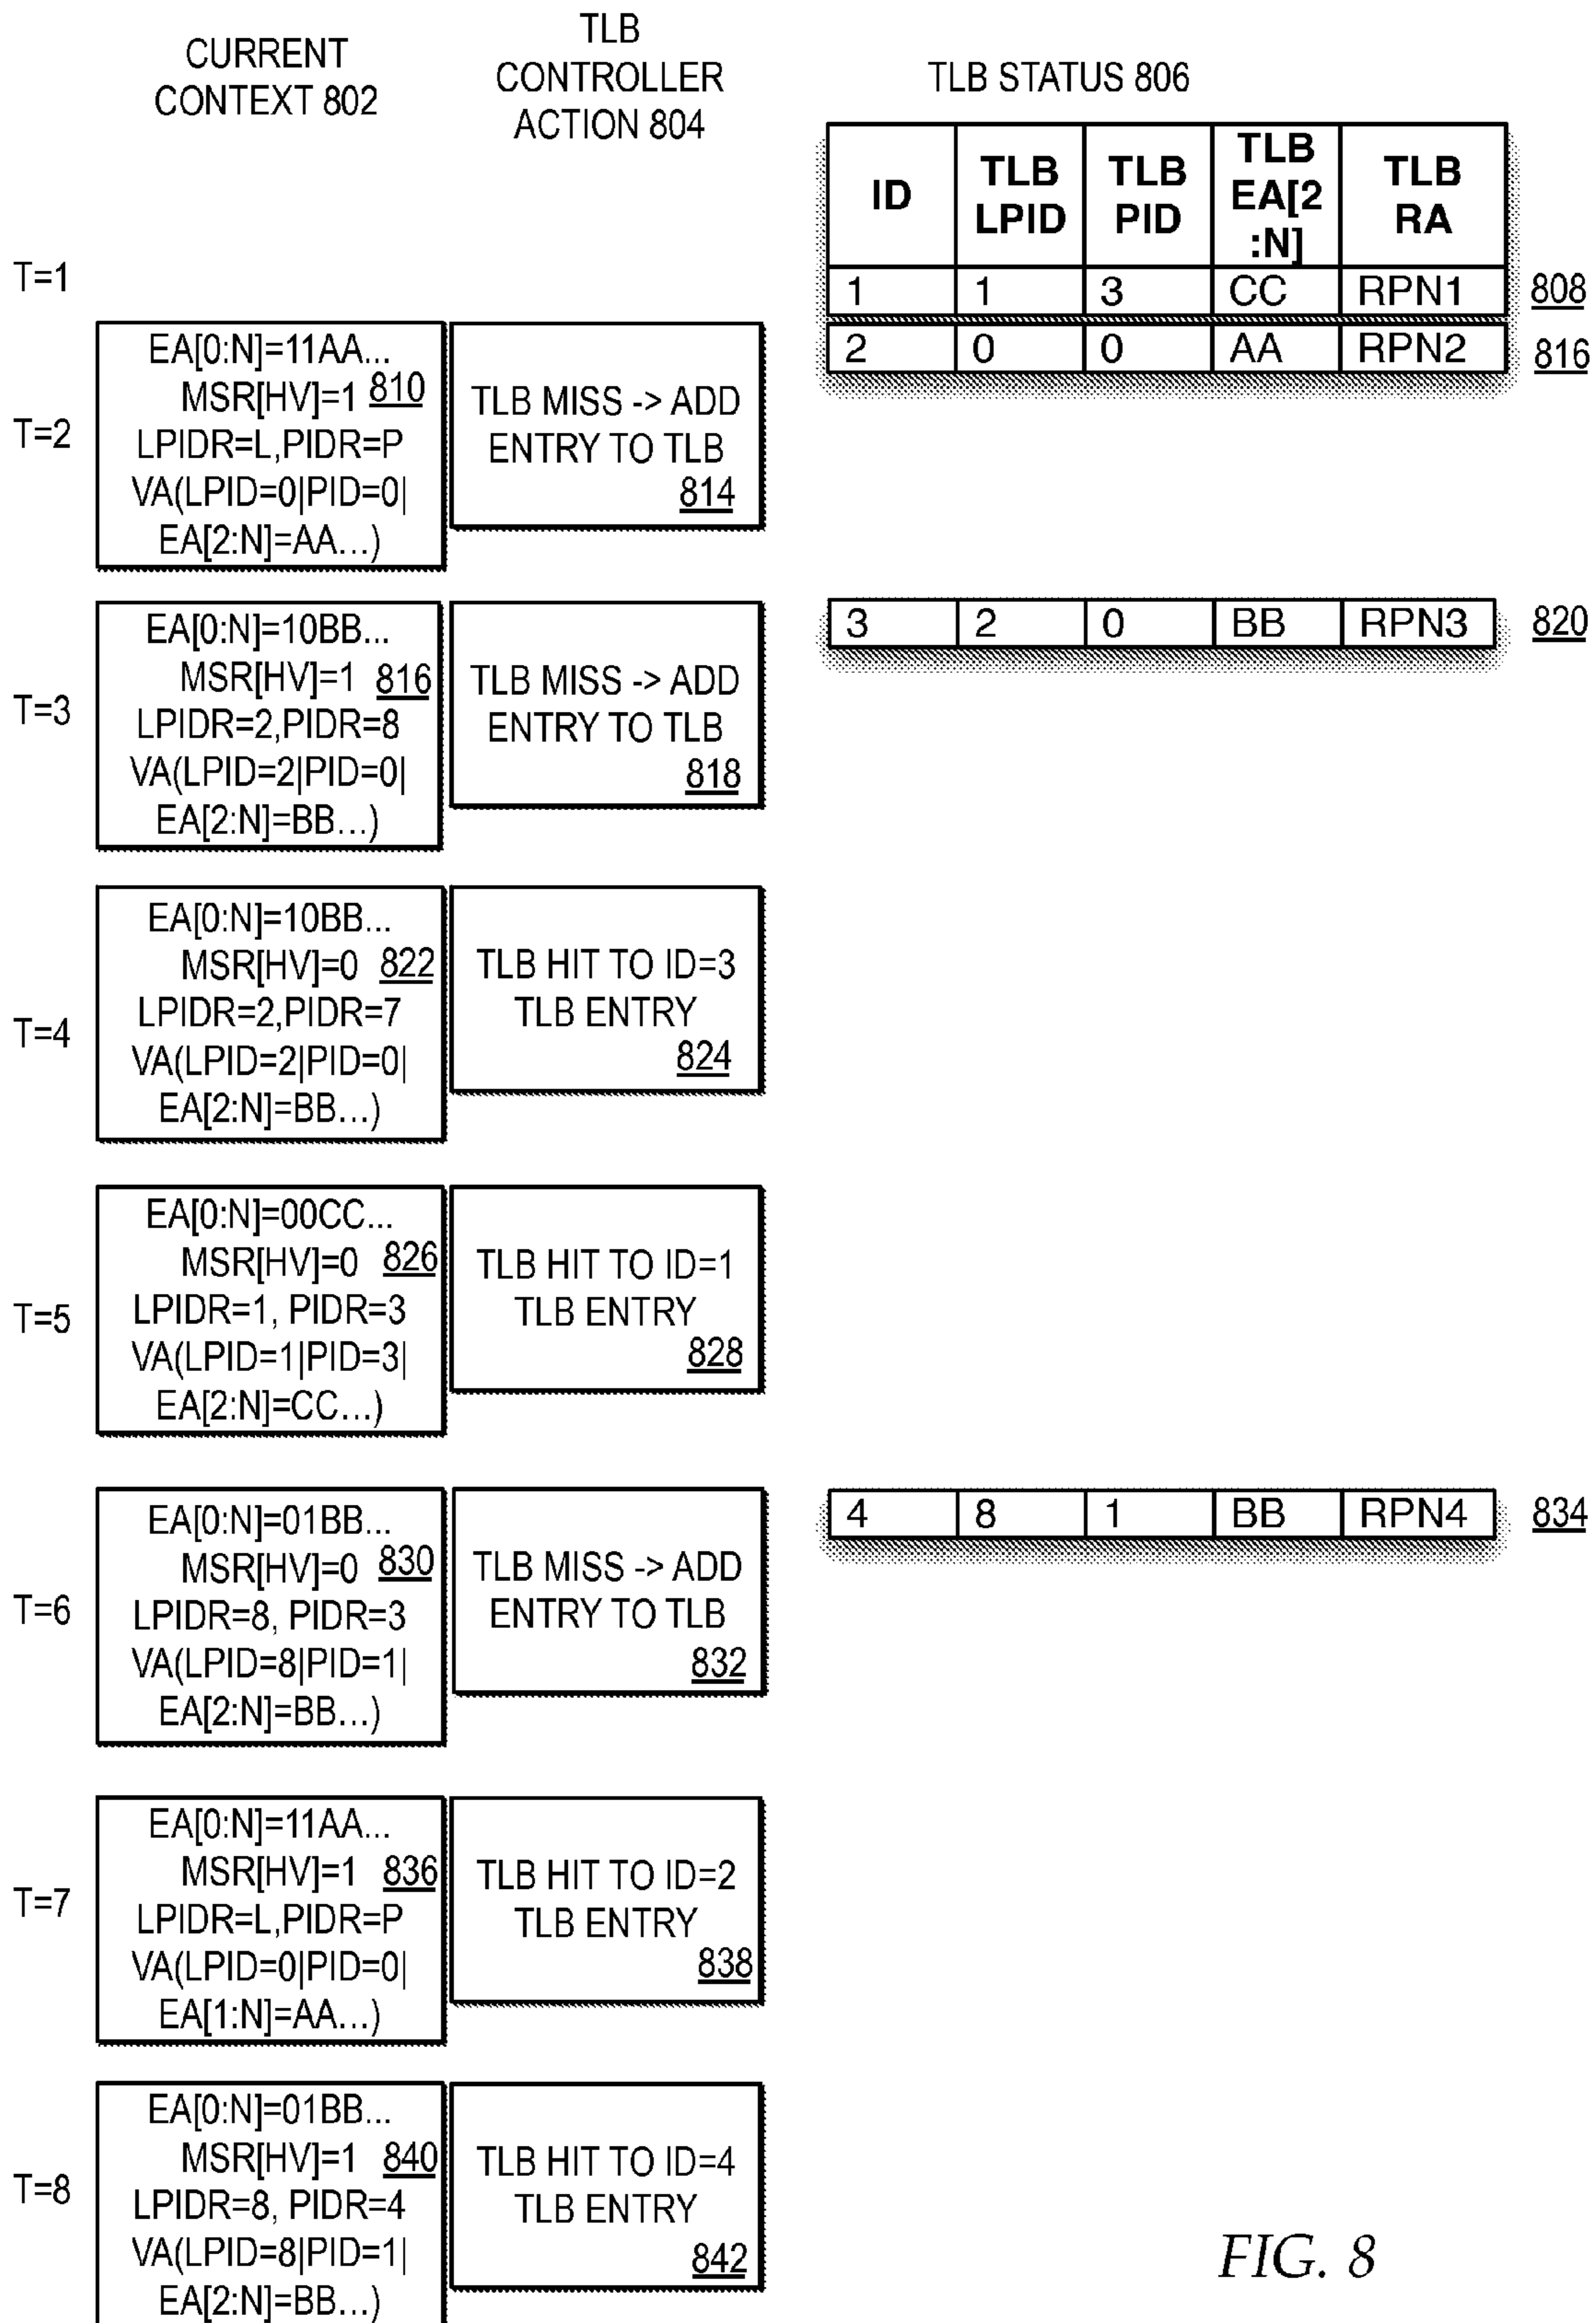 CURRENT
CONTEXT 802
TLB
CONTROLLER
ACTION 804
TLB STATUS 806
ID
TLB
LPID
TLB
PID
TLB
EA[2
:N]
TLB
RA
T=1
1 1 3 CC RPN1 808
2 0 0 AA RPN2 816
T=2
EA[0:N]=11AA...
MSR[HV]=1 810
LPIDR=L,PIDR=P
VA(LPID=0|PID=0|
EA[2:N]=AA...)
TLB MISS -> ADD
ENTRY TO TLB
814
T=3
EA[0:N]=10BB...
MSR[HV]=1 816
LPIDR=2,PIDR=8
VA(LPID=2|PID=0|
EA[2:N]=BB...)
TLB MISS -> ADD
ENTRY TO TLB
818
3 2 0 BB RPN3 820
T=4
EA[0:N]=10BB...
MSR[HV]=0 822
LPIDR=2,PIDR=7
VA(LPID=2|PID=0|
EA[2:N]=BB...)
TLB HIT TO ID=3
TLB ENTRY
824
T=5
EA[0:N]=00CC...
MSR[HV]=0 826
LPIDR=1, PIDR=3
VA(LPID=1|PID=3|
EA[2:N]=CC...)
TLB HIT TO ID=1
TLB ENTRY
828
T=6
EA[0:N]=01BB...
MSR[HV]=0 830
LPIDR=8, PIDR=3
VA(LPID=8|PID=1|
EA[2:N]=BB...)
TLB MISS -> ADD
ENTRY TO TLB
832
4 8 1 BB RPN4 834
T=7
EA[0:N]=11AA...
MSR[HV]=1 836
LPIDR=L,PIDR=P
VA(LPID=0|PID=0|
EA[1:N]=AA...)
TLB HIT TO ID=2
TLB ENTRY
838
T=8
EA[0:N]=01BB...
MSR[HV]=1 840
LPIDR=8, PIDR=4
VA(LPID=8|PID=1|
EA[2:N]=BB...)
TLB HIT TO ID=4
TLB ENTRY
842
FIG. 8